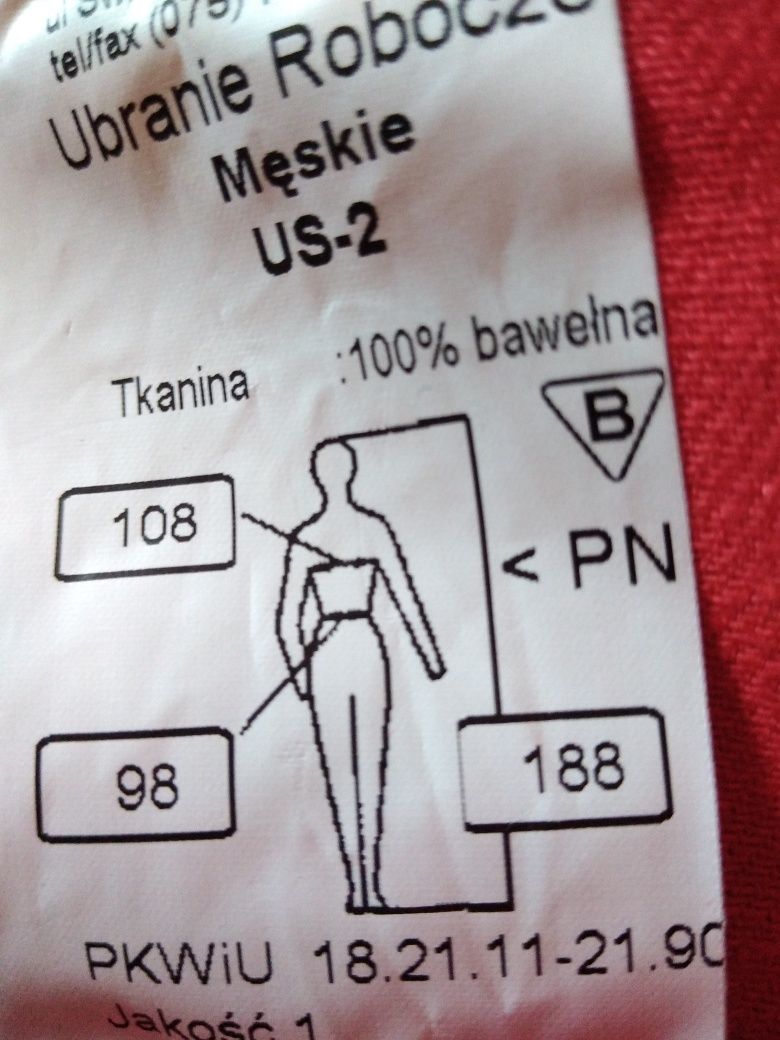 tel/fax (075)
Ubranie Robocze
Męskie
US-2
Tkanina :100% bawełna
B
108
< PN
98
188
PKWiU 18.21.11-21.90
Jakość 1